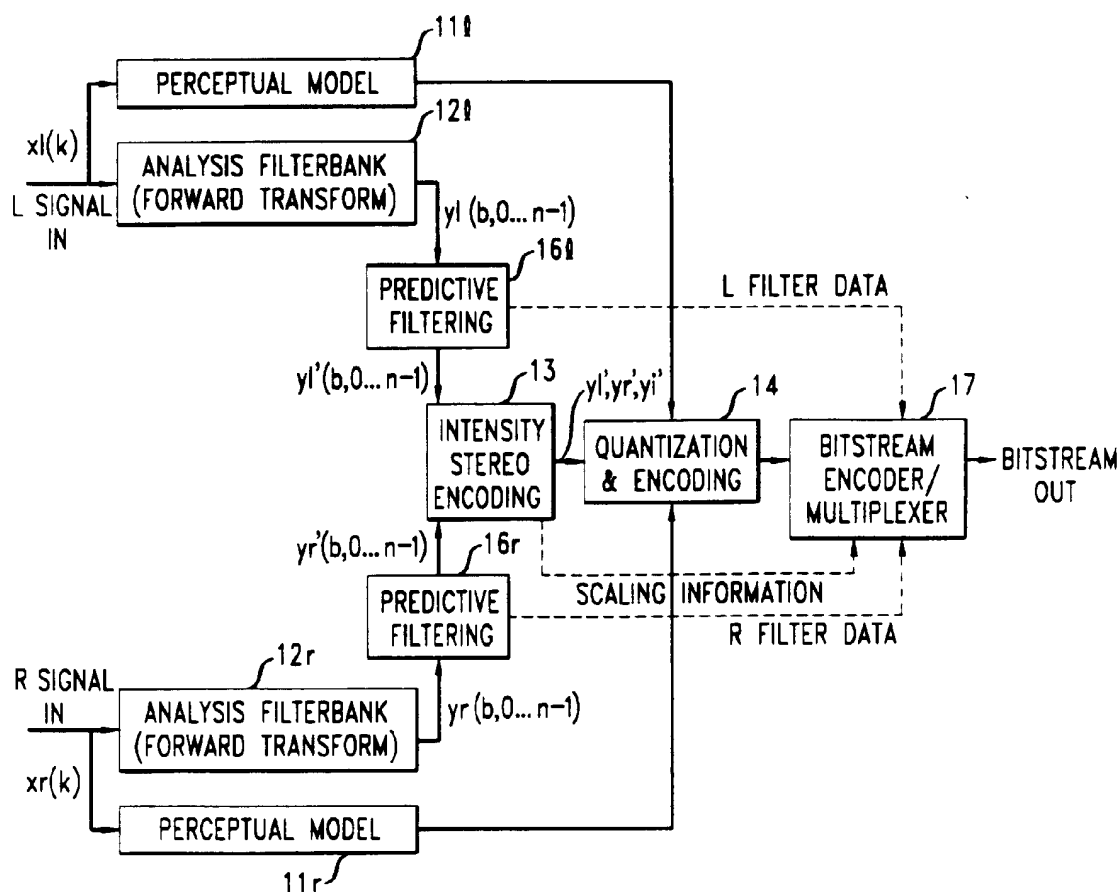 11ℓ
PERCEPTUAL MODEL
12ℓ
xl(k)
ANALYSIS FILTERBANK
(FORWARD TRANSFORM)
L SIGNAL
IN
yl(b,0...n-1)
16ℓ
PREDICTIVE
FILTERING
L FILTER DATA
yl'(b,0...n-1)
13
yl',yr',yi'
14
17
INTENSITY
STEREO
ENCODING
QUANTIZATION
& ENCODING
BITSTREAM
ENCODER/
MULTIPLEXER
BITSTREAM
OUT
yr'(b,0...n-1)
16r
SCALING INFORMATION
PREDICTIVE
FILTERING
R FILTER DATA
12r
R SIGNAL
IN
ANALYSIS FILTERBANK
(FORWARD TRANSFORM)
yr(b,0...n-1)
xr(k)
PERCEPTUAL MODEL
11r